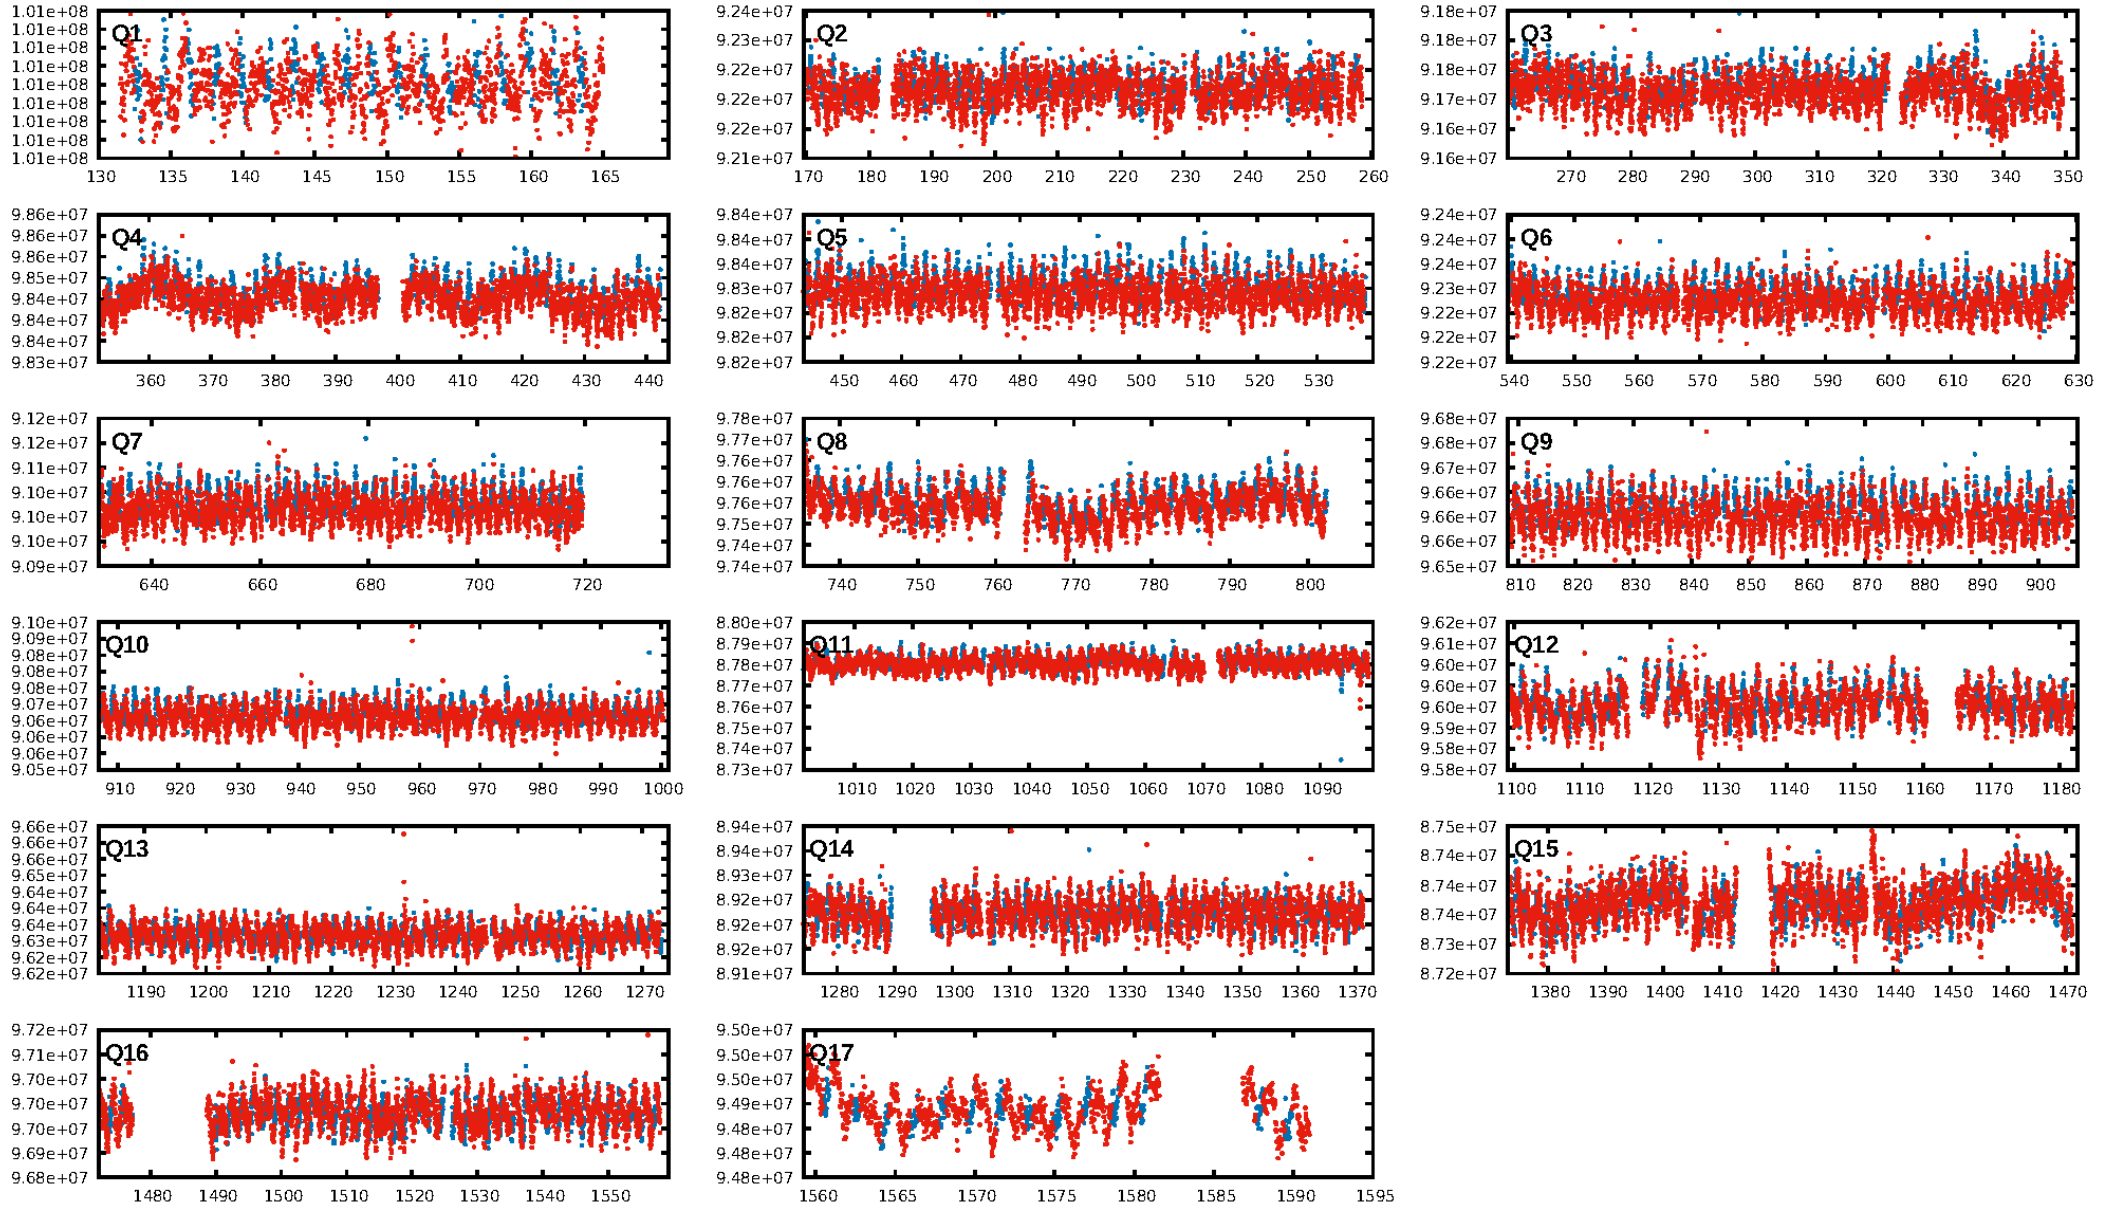 Q1
1.01e+08
1.01e+08
1.01e+08
1.01e+08
1.01e+08
1.01e+08
1.01e+08
1.01e+08
1.01e+08
130 135 140 145 150 155 160 165
Q2
9.24e+07
9.23e+07
9.22e+07
9.22e+07
9.22e+07
9.21e+07
170 180 190 200 210 220 230 240 250 260
Q3
9.18e+07
9.18e+07
9.18e+07
9.17e+07
9.16e+07
9.16e+07
270 280 290 300 310 320 330 340 350
Q4
9.86e+07
9.86e+07
9.86e+07
9.85e+07
9.84e+07
9.84e+07
9.84e+07
9.83e+07
360 370 380 390 400 410 420 430 440
Q5
9.84e+07
9.84e+07
9.84e+07
9.83e+07
9.82e+07
9.82e+07
9.82e+07
450 460 470 480 490 500 510 520 530
Q6
9.24e+07
9.24e+07
9.24e+07
9.23e+07
9.22e+07
9.22e+07
9.22e+07
540 550 560 570 580 590 600 610 620 630
Q7
9.12e+07
9.12e+07
9.11e+07
9.10e+07
9.10e+07
9.10e+07
9.09e+07
640 660 680 700 720
Q8
9.78e+07
9.77e+07
9.76e+07
9.76e+07
9.76e+07
9.75e+07
9.74e+07
9.74e+07
740 750 760 770 780 790 800
Q9
9.68e+07
9.68e+07
9.67e+07
9.66e+07
9.66e+07
9.66e+07
9.65e+07
810 820 830 840 850 860 870 880 890 900
Q10
9.10e+07
9.09e+07
9.08e+07
9.08e+07
9.08e+07
9.07e+07
9.06e+07
9.06e+07
9.06e+07
9.05e+07
910 920 930 940 950 960 970 980 990 1000
Q11
8.80e+07
8.79e+07
8.78e+07
8.77e+07
8.76e+07
8.75e+07
8.74e+07
8.73e+07
1010 1020 1030 1040 1050 1060 1070 1080 1090
Q12
9.62e+07
9.61e+07
9.60e+07
9.60e+07
9.60e+07
9.59e+07
9.58e+07
9.58e+07
1100 1110 1120 1130 1140 1150 1160 1170 1180
Q13
9.66e+07
9.66e+07
9.66e+07
9.65e+07
9.64e+07
9.64e+07
9.64e+07
9.63e+07
9.62e+07
9.62e+07
1190 1200 1210 1220 1230 1240 1250 1260 1270
Q14
8.94e+07
8.94e+07
8.93e+07
8.92e+07
8.92e+07
8.92e+07
8.91e+07
1280 1290 1300 1310 1320 1330 1340 1350 1360 1370
Q15
8.75e+07
8.74e+07
8.74e+07
8.74e+07
8.73e+07
8.72e+07
1380 1390 1400 1410 1420 1430 1440 1450 1460 1470
Q16
9.72e+07
9.71e+07
9.70e+07
9.70e+07
9.70e+07
9.69e+07
9.68e+07
1480 1490 1500 1510 1520 1530 1540 1550
Q17
9.50e+07
9.50e+07
9.50e+07
9.49e+07
9.48e+07
9.48e+07
9.48e+07
1560 1565 1570 1575 1580 1585 1590 1595